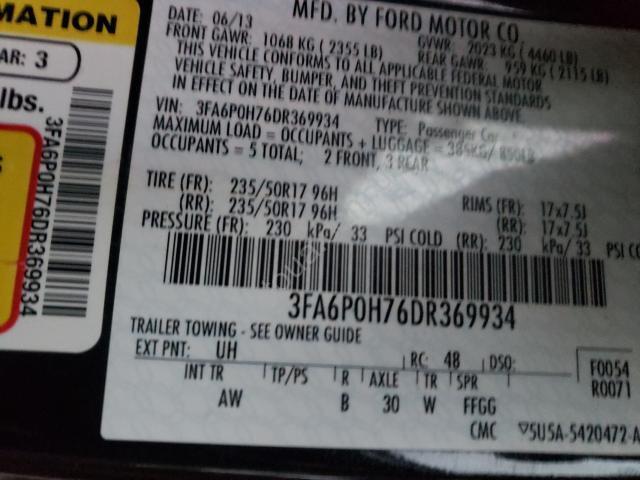 MATION
AR: 3
lbs.
3FA6P0H76DR369934
DATE: 06/13
MFD. BY FORD MOTOR CO.
FRONT GAWR: 1068 KG ( 2355 LB)
GVWR: 2023 KG ( 4460 LB)
REAR GAWR: 959 KG ( 2115 LB)
THIS VEHICLE CONFORMS TO ALL APPLICABLE FEDERAL MOTOR
VEHICLE SAFETY, BUMPER, AND THEFT PREVENTION STANDARDS
IN EFFECT ON THE DATE OF MANUFACTURE SHOWN ABOVE.
VIN: 3FA6P0H76DR369934
TYPE: Passenger Car
MAXIMUM LOAD = OCCUPANTS + LUGGAGE = 385KG/ 850LB
OCCUPANTS = 5 TOTAL; 2 FRONT, 3 REAR
TIRE (FR): 235/50R17 96H
RIMS (FR): 17x7.5J
(RR): 235/50R17 96H
(RR): 17x7.5J
PRESSURE (FR): 230 kPa/ 33 PSI COLD (RR): 230 kPa/ 33 PSI CO
3FA6P0H76DR369934
TRAILER TOWING - SEE OWNER GUIDE
EXT PNT: UH RC: 48 DSO: F0054
R0071
INT TR TP/PS R AXLE TR SPR
AW B 30 W FFGG
CMC 5U5A-5420472-A